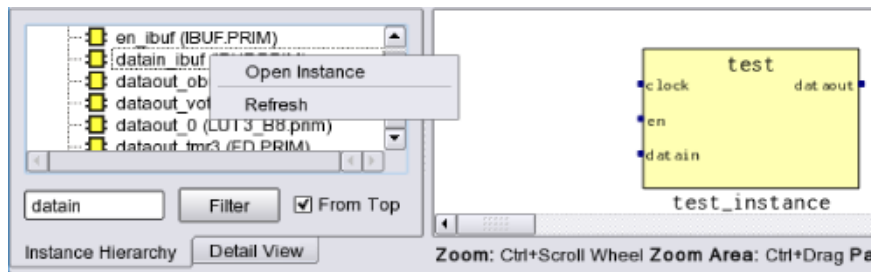 en_ibuf (IBUF.PRIM)
datain_ibuf
Open Instance
dataout_ob
dataout_vot
Refresh
dataout_0 (LUT3_B8.prim)
dataout_tmr3 (FD.PRIM)
datain
Filter
From Top
Instance Hierarchy
Detail View
test
clock
dataout
en
datain
test_instance
Zoom: Ctrl+Scroll Wheel Zoom Area: Ctrl+Drag Pa